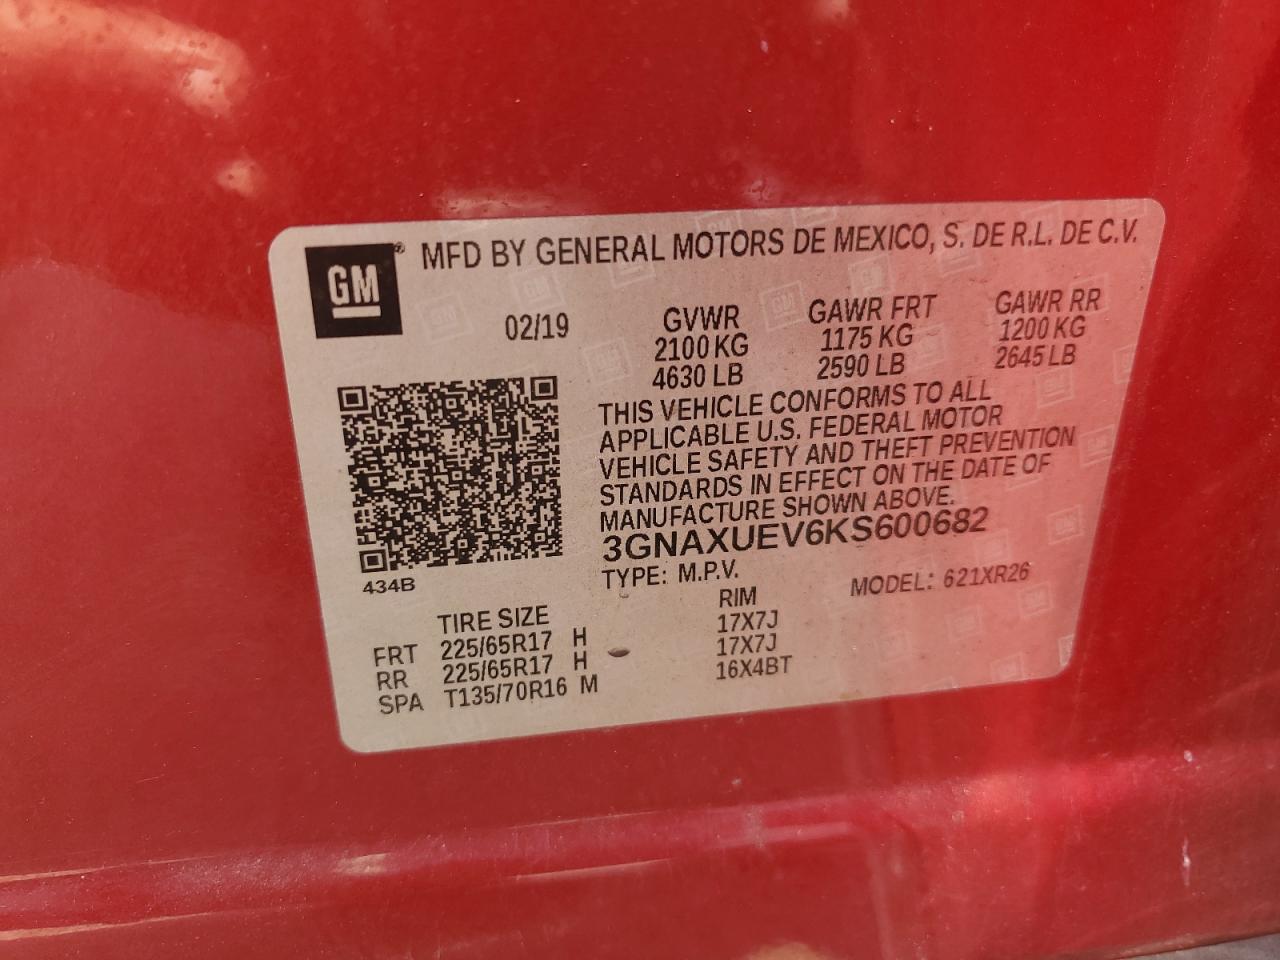 GM®
MFD BY GENERAL MOTORS DE MEXICO, S. DE R.L. DE C.V.
02/19
GVWR GAWR FRT GAWR RR
2100 KG 1175 KG 1200 KG
4630 LB 2590 LB 2645 LB
THIS VEHICLE CONFORMS TO ALL
APPLICABLE U.S. FEDERAL MOTOR
VEHICLE SAFETY AND THEFT PREVENTION
STANDARDS IN EFFECT ON THE DATE OF
MANUFACTURE SHOWN ABOVE.
3GNAXUEV6KS600682
434B
TYPE: M.P.V. MODEL: 621XR26
TIRE SIZE RIM
FRT 225/65R17 H 17X7J
RR 225/65R17 H 17X7J
SPA T135/70R16 M 16X4BT